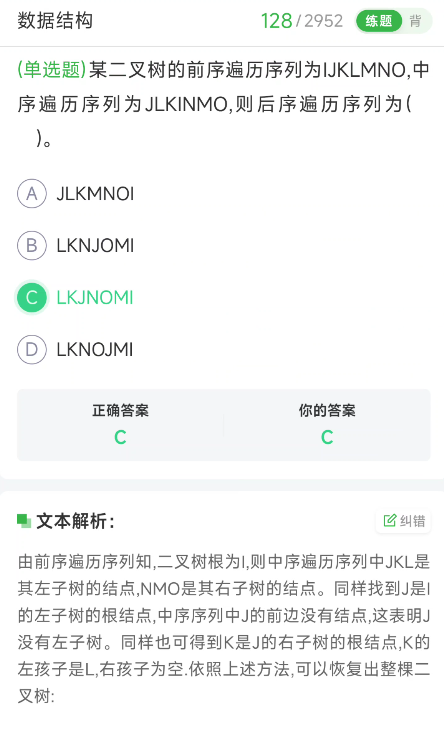 数据结构 128/2952 练题 背
(单选题)某二叉树的前序遍历序列为IJKLMNO,中
序遍历序列为JLKINMO,则后序遍历序列为(
)。
A JLKMNOI
B LKNJOMI
C LKJNOMI
D LKNOJMI
正确答案 你的答案
C C
文本解析： 纠错
由前序遍历序列知,二叉树根为I,则中序遍历序列中JKL是
其左子树的结点,NMO是其右子树的结点。同样找到J是I
的左子树的根结点,中序序列中J的前边没有结点,这表明J
没有左子树。同样也可得到K是J的右子树的根结点,K的
左孩子是L,右孩子为空.依照上述方法,可以恢复出整棵二
叉树: